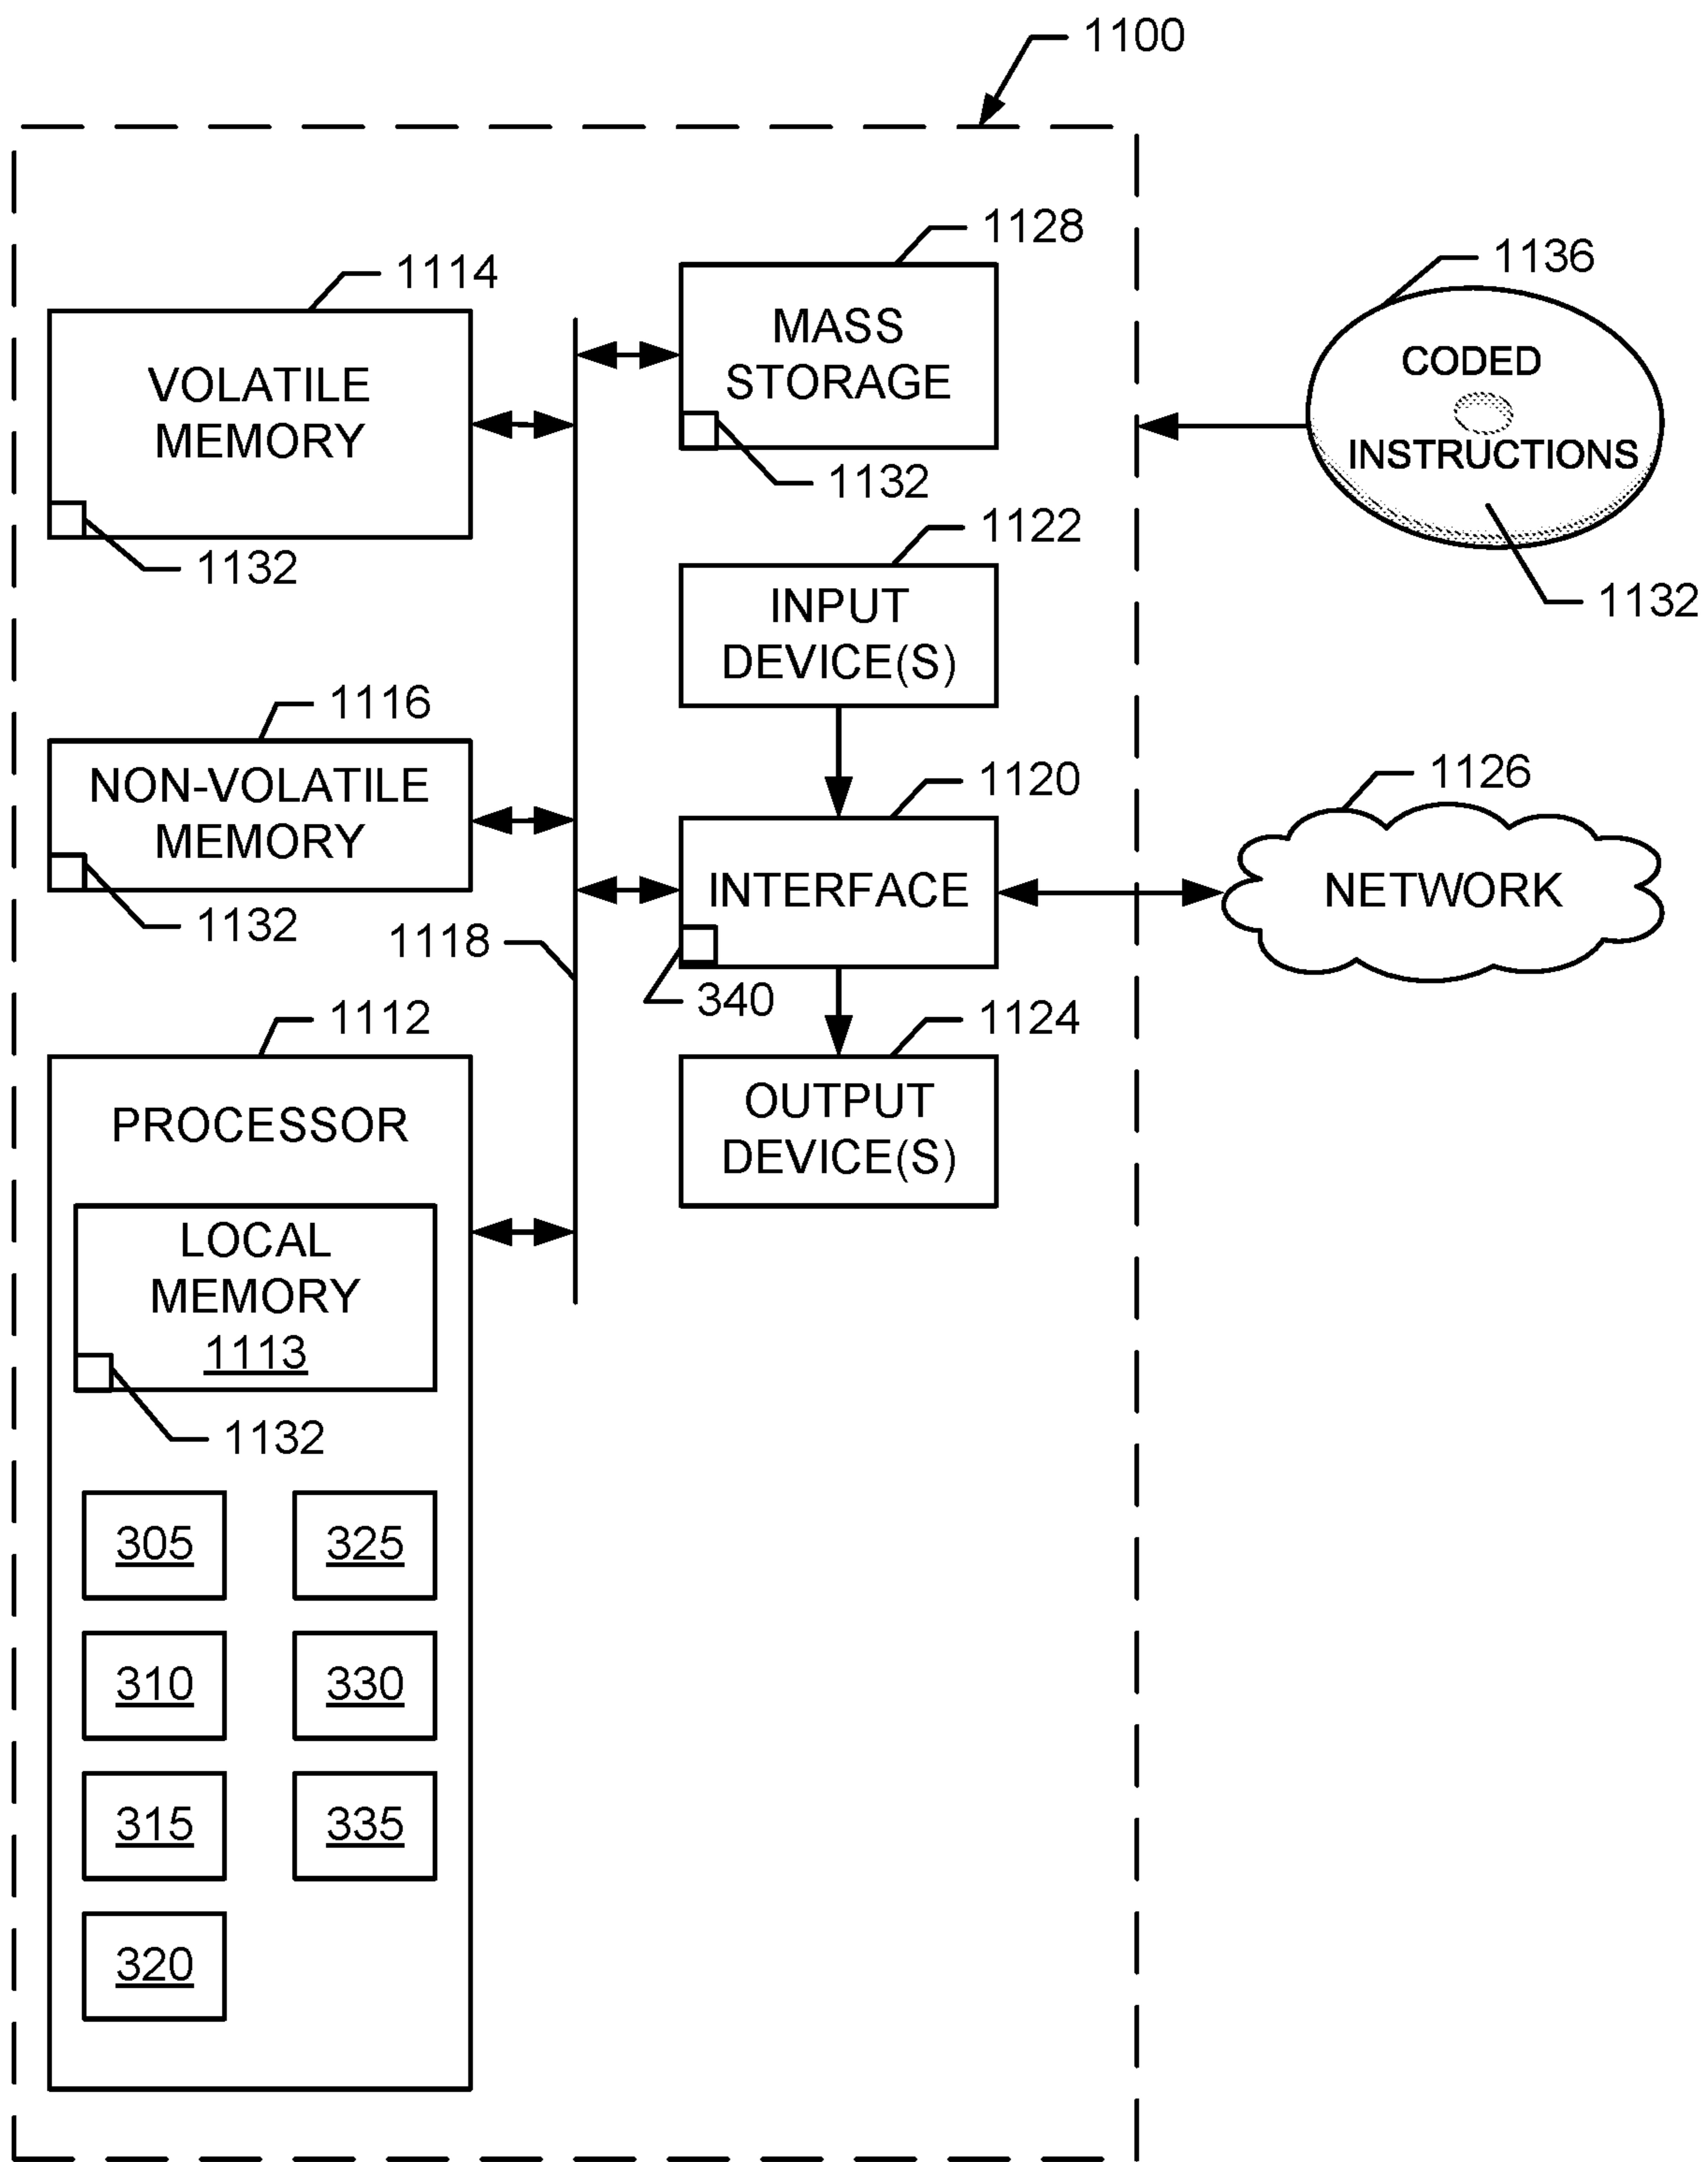 1100
1128
1114
MASS
STORAGE
1132
VOLATILE
MEMORY
1132
1136
CODED
INSTRUCTIONS
1132
1122
INPUT
DEVICE(S)
1116
NON-VOLATILE
MEMORY
1132
1120
INTERFACE
340
1118
1126
NETWORK
1124
OUTPUT
DEVICE(S)
1112
PROCESSOR
LOCAL
MEMORY
1113
1132
305
325
310
330
315
335
320